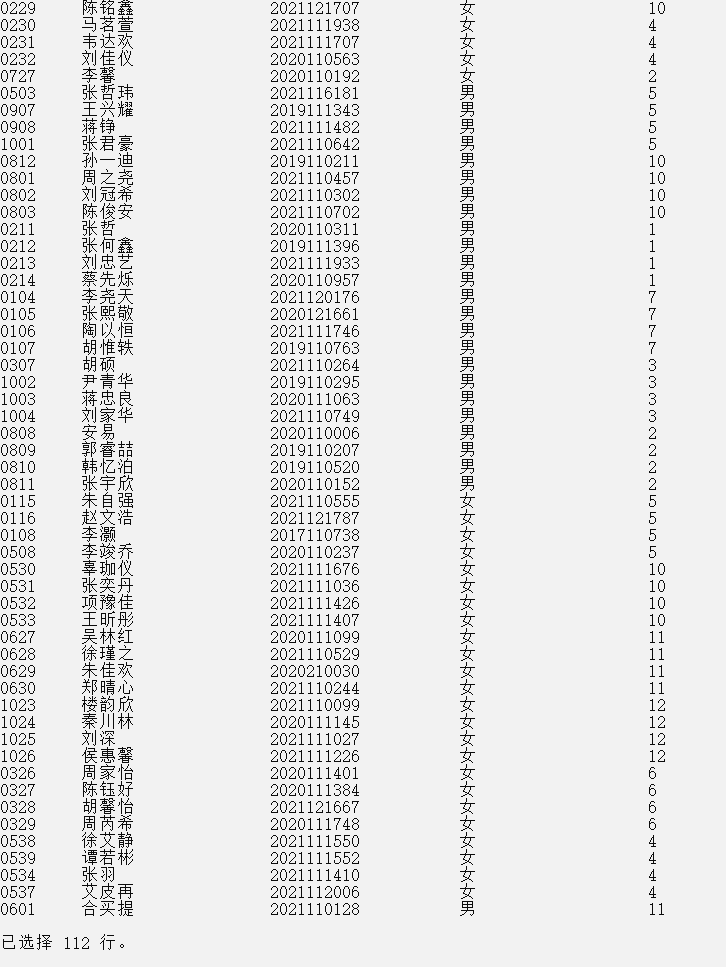 0229 陈铭鑫 2021121707 女 10
0230 马茗萱 2021111938 女 4
0231 韦达欢 2021111707 女 4
0232 刘佳仪 2020110563 女 4
0727 李馨 2020110192 女 2
0503 张哲玮 2021116181 男 5
0907 王兴耀 2019111343 男 5
0908 蒋铮 2021111482 男 5
1001 张君豪 2021110642 男 5
0812 孙一迪 2019110211 男 10
0801 周之尧 2021110457 男 10
0802 刘冠希 2021110302 男 10
0803 陈俊安 2021110702 男 10
0211 张哲 2020110311 男 1
0212 张何鑫 2019111396 男 1
0213 刘忠艺 2021111933 男 1
0214 蔡先烁 2020110957 男 1
0104 李尧天 2021120176 男 7
0105 张熙敬 2020121661 男 7
0106 陶以恒 2021111746 男 7
0107 胡惟轶 2019110763 男 7
0307 胡硕 2021110264 男 3
1002 尹青华 2019110295 男 3
1003 蒋忠良 2020111063 男 3
1004 刘家华 2021110749 男 3
0808 安易 2020110006 男 2
0809 郭睿喆 2019110207 男 2
0810 韩忆泊 2019110520 男 2
0811 张宇欣 2020110152 男 2
0115 朱自强 2021110555 女 5
0116 赵文浩 2021121787 女 5
0108 李灏 2017110738 女 5
0508 李竣乔 2020110237 女 5
0530 辜珈仪 2021111676 女 10
0531 张奕丹 2021111036 女 10
0532 项豫佳 2021111426 女 10
0533 王昕彤 2021111407 女 10
0627 吴林红 2020111099 女 11
0628 徐瑾之 2021110529 女 11
0629 朱佳欢 2020210030 女 11
0630 郑晴心 2021110244 女 11
1023 楼韵欣 2021110099 女 12
1024 秦川林 2020111145 女 12
1025 刘深 2021111027 女 12
1026 侯惠馨 2021111226 女 12
0326 周家怡 2020111401 女 6
0327 陈钰好 2020111384 女 6
0328 胡馨怡 2021121667 女 6
0329 周芮希 2020111748 女 6
0538 徐艾静 2021111550 女 4
0539 谭若彬 2021111552 女 4
0534 张羽 2021111410 女 4
0537 艾皮再 2021112006 女 4
0601 合买提 2021110128 男 11
已选择 112 行。